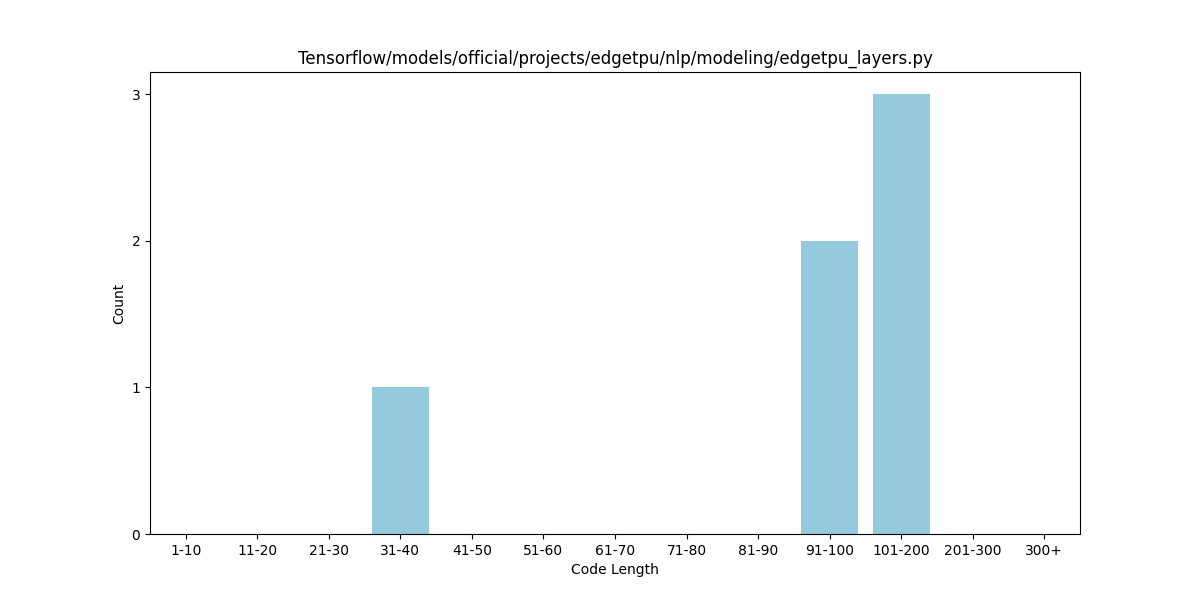 Tensorflow/models/official/projects/edgetpu/nlp/modeling/edgetpu_layers.py
3
2
1
0
Count
1-10 11-20 21-30 31-40 41-50 51-60 61-70 71-80 81-90 91-100 101-200 201-300 300+
Code Length